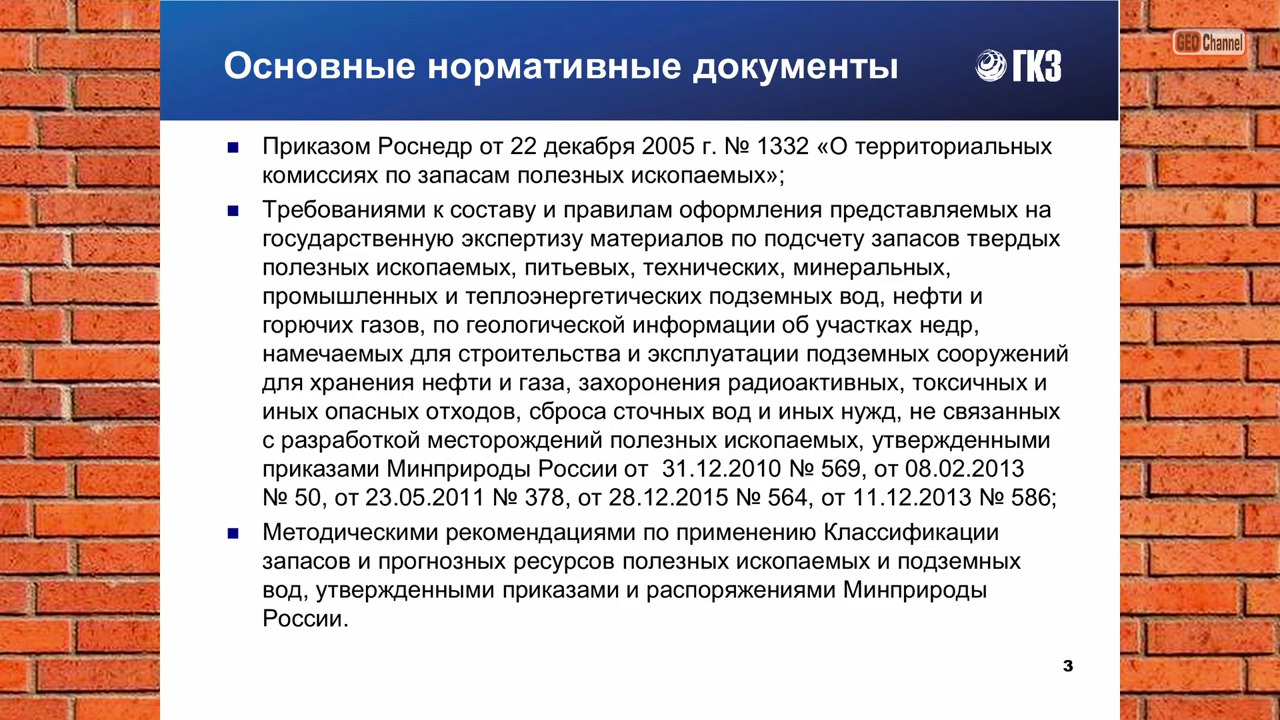 Основные нормативные документы
ГКЗ
GEO Channel
Приказом Роснедр от 22 декабря 2005 г. № 1332 «О территориальных
комиссиях по запасам полезных ископаемых»;
Требованиями к составу и правилам оформления представляемых на
государственную экспертизу материалов по подсчету запасов твердых
полезных ископаемых, питьевых, технических, минеральных,
промышленных и теплоэнергетических подземных вод, нефти и
горючих газов, по геологической информации об участках недр,
намечаемых для строительства и эксплуатации подземных сооружений
для хранения нефти и газа, захоронения радиоактивных, токсичных и
иных опасных отходов, сброса сточных вод и иных нужд, не связанных
с разработкой месторождений полезных ископаемых, утвержденными
приказами Минприроды России от 31.12.2010 № 569, от 08.02.2013
№ 50, от 23.05.2011 № 378, от 28.12.2015 № 564, от 11.12.2013 № 586;
Методическими рекомендациями по применению Классификации
запасов и прогнозных ресурсов полезных ископаемых и подземных
вод, утвержденными приказами и распоряжениями Минприроды
России.
3